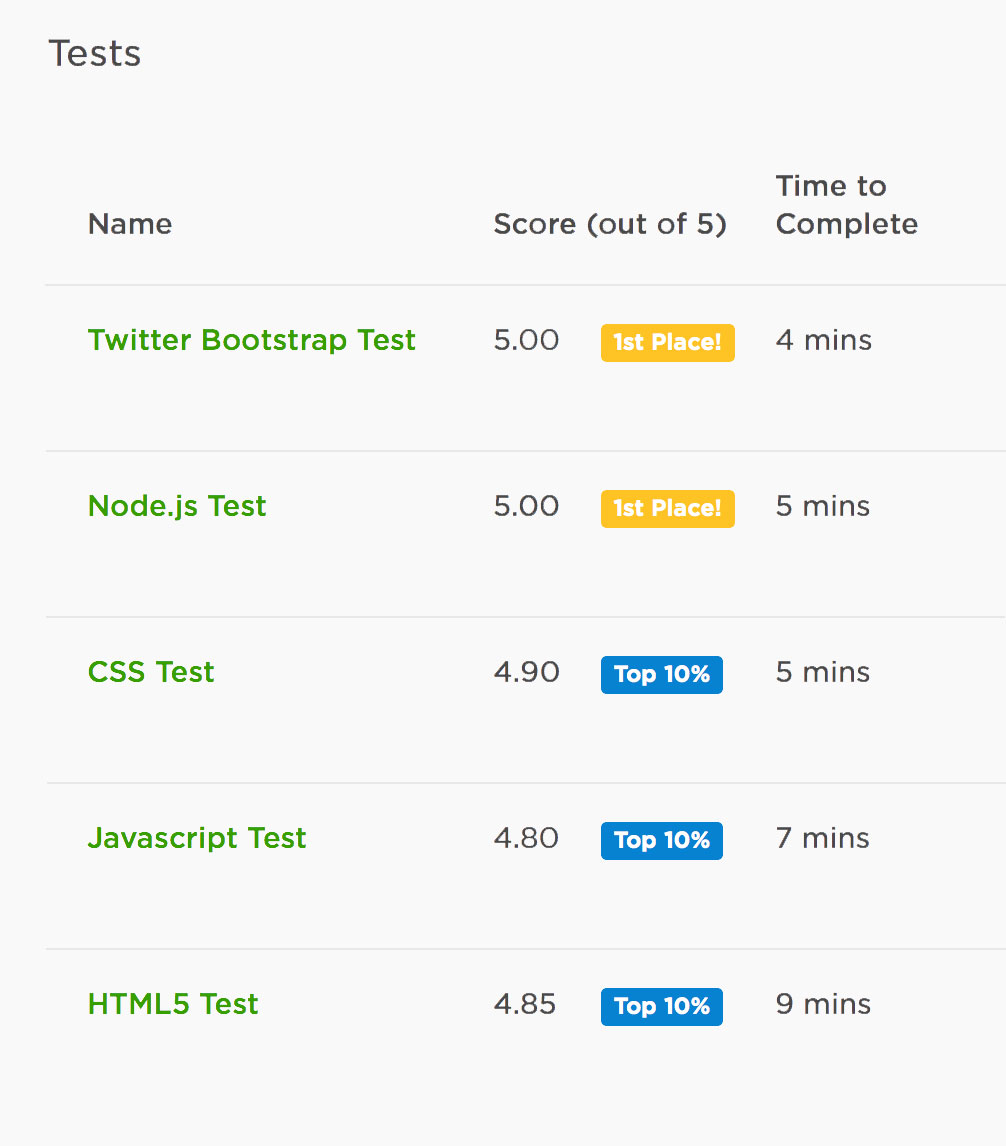 Tests
Time to
Name Score (out of 5) Complete
Twitter Bootstrap Test 5.00 1st Place! 4 mins
Node.js Test 5.00 1st Place! 5 mins
CSS Test 4.90 Top 10% 5 mins
Javascript Test 4.80 Top 10% 7 mins
HTML5 Test 4.85 Top 10% 9 mins